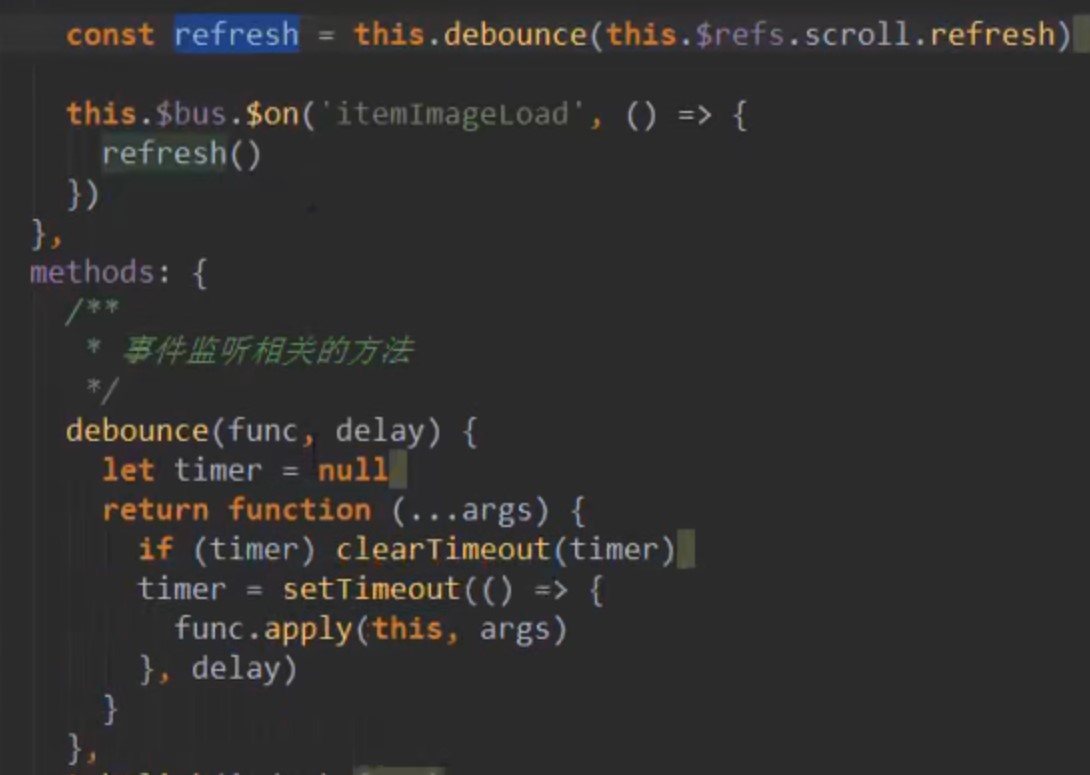 const refresh = this.debounce(this.$refs.scroll.refresh)
this.$bus.$on('itemImageLoad', () => {
refresh()
})
},
methods: {
/**
* 事件监听相关的方法
*/
debounce(func, delay) {
let timer = null
return function (...args) {
if (timer) clearTimeout(timer)
timer = setTimeout(() => {
func.apply(this, args)
}, delay)
}
},